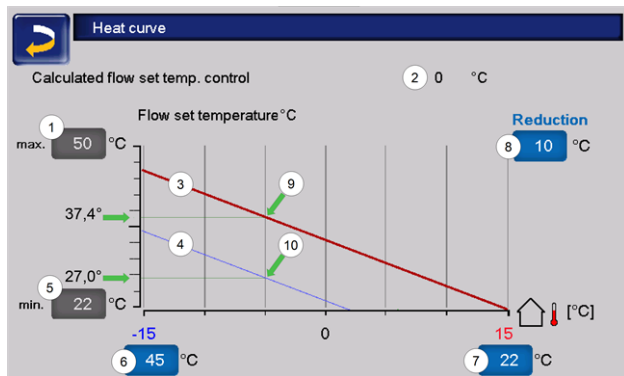 Heat curve
Calculated flow set temp. control 2 0 °C
Flow set temperature °C
Reduction
1
max. 50 °C
8 10 °C
3
9
37,4°
4
10
27,0°
5
min. 22 °C
[°C]
-15 0 15
6 45 °C
7 22 °C